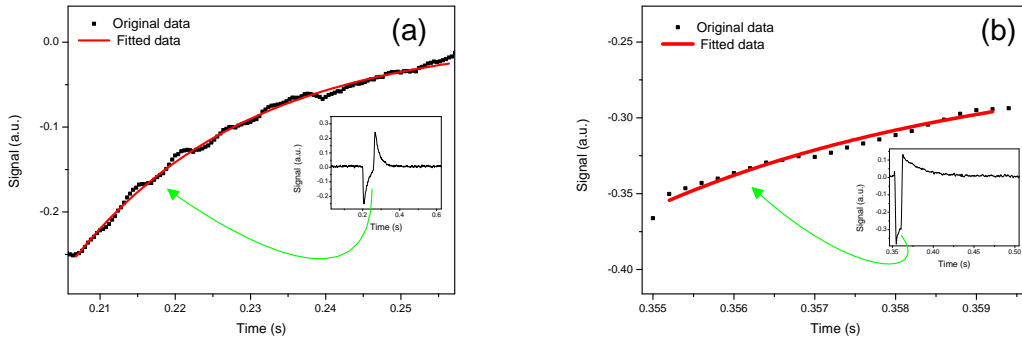 Original data
Fitted data
(a)
0.0
-0.1
-0.2
Signal (a.u.)
0.21 0.22 0.23 0.24 0.25
Time (s)
Signal (a.u.)
0.2
0.1
0.0
-0.1
-0.2
0.0 0.2 0.4 0.6
Time (s)
Original data
Fitted data
(b)
-0.25
-0.30
-0.35
-0.40
Signal (a.u.)
0.355 0.356 0.357 0.358 0.359
Time (s)
Signal (a.u.)
0.1
0.0
-0.1
-0.2
-0.3
0.35 0.40 0.45 0.50
Time (s)